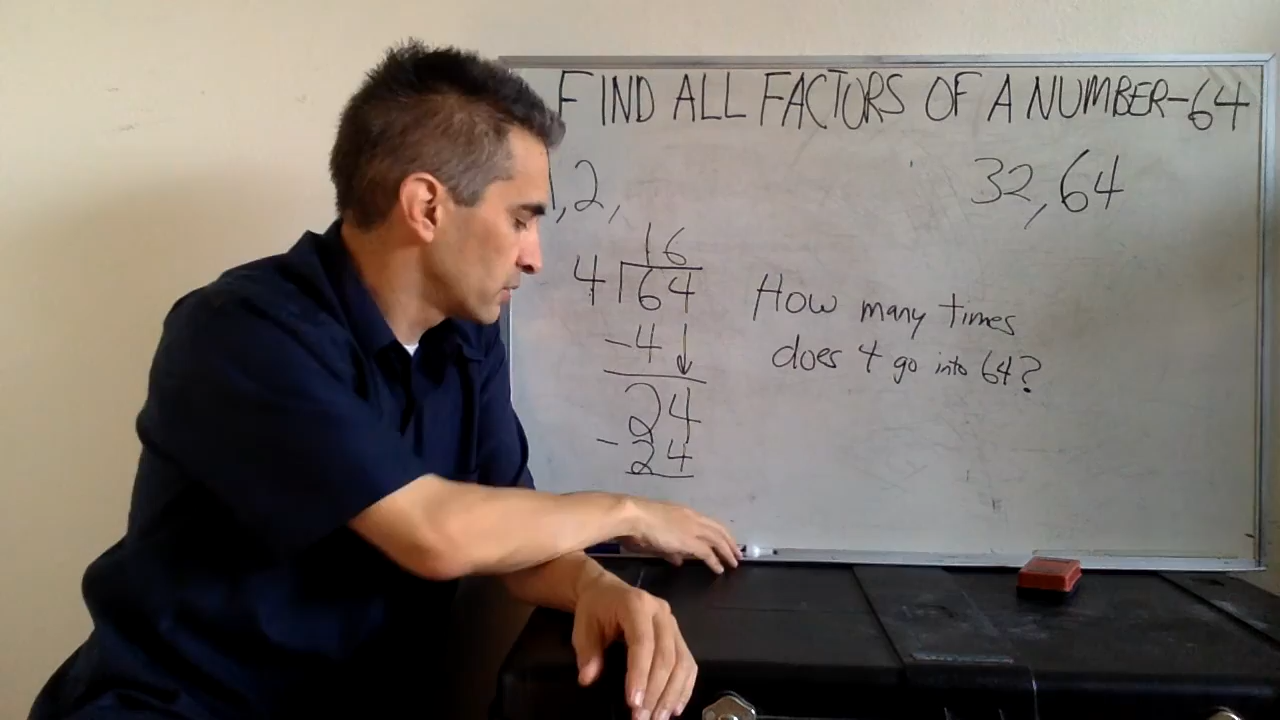 FIND ALL FACTORS OF A NUMBER-64
1,2, 32,64
16
4 64
-4
24
-24
How many times
does 4 go into 64?